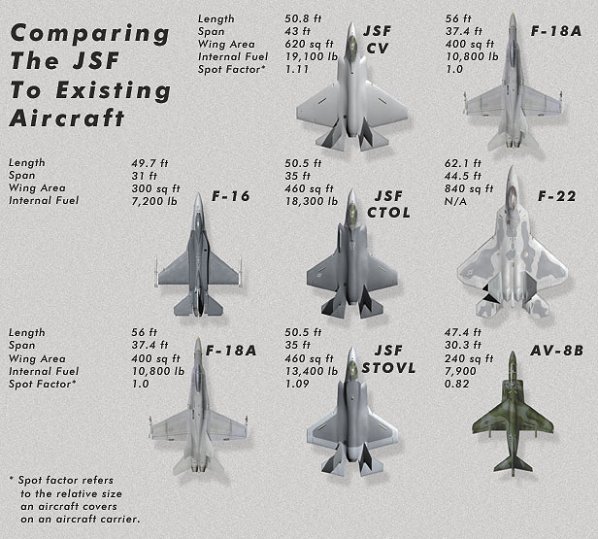 Comparing
The JSF
To Existing
Aircraft
Length 50.8 ft
Span 43 ft
Wing Area 620 sq ft
Internal Fuel 19,100 lb
Spot Factor* 1.11
JSF
CV
56 ft
37.4 ft
400 sq ft
10,800 lb
1.0
F-18A
Length 49.7 ft
Span 31 ft
Wing Area 300 sq ft
Internal Fuel 7,200 lb
F-16
50.5 ft
35 ft
460 sq ft
18,300 lb
JSF
CTOL
62.1 ft
44.5 ft
840 sq ft
N/A
F-22
Length 56 ft
Span 37.4 ft
Wing Area 400 sq ft
Internal Fuel 10,800 lb
Spot Factor* 1.0
F-18A
50.5 ft
35 ft
460 sq ft
13,400 lb
1.09
JSF
STOVL
47.4 ft
30.3 ft
240 sq ft
7,900
0.82
AV-8B
* Spot factor refers
to the relative size
an aircraft covers
on an aircraft carrier.